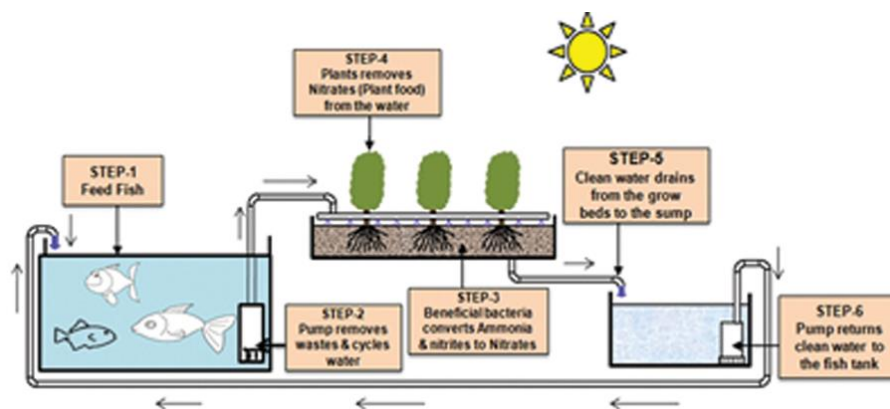 STEP-1
Feed Fish
STEP-2
Pump removes
wastes & cycles
water
STEP-3
Beneficial bacteria
converts Ammonia
& nitrites to Nitrates
STEP-4
Plants removes
Nitrates (Plant food)
from the water
STEP-5
Clean water drains
from the grow
beds to the sump
STEP-6
Pump returns
clean water to
the fish tank